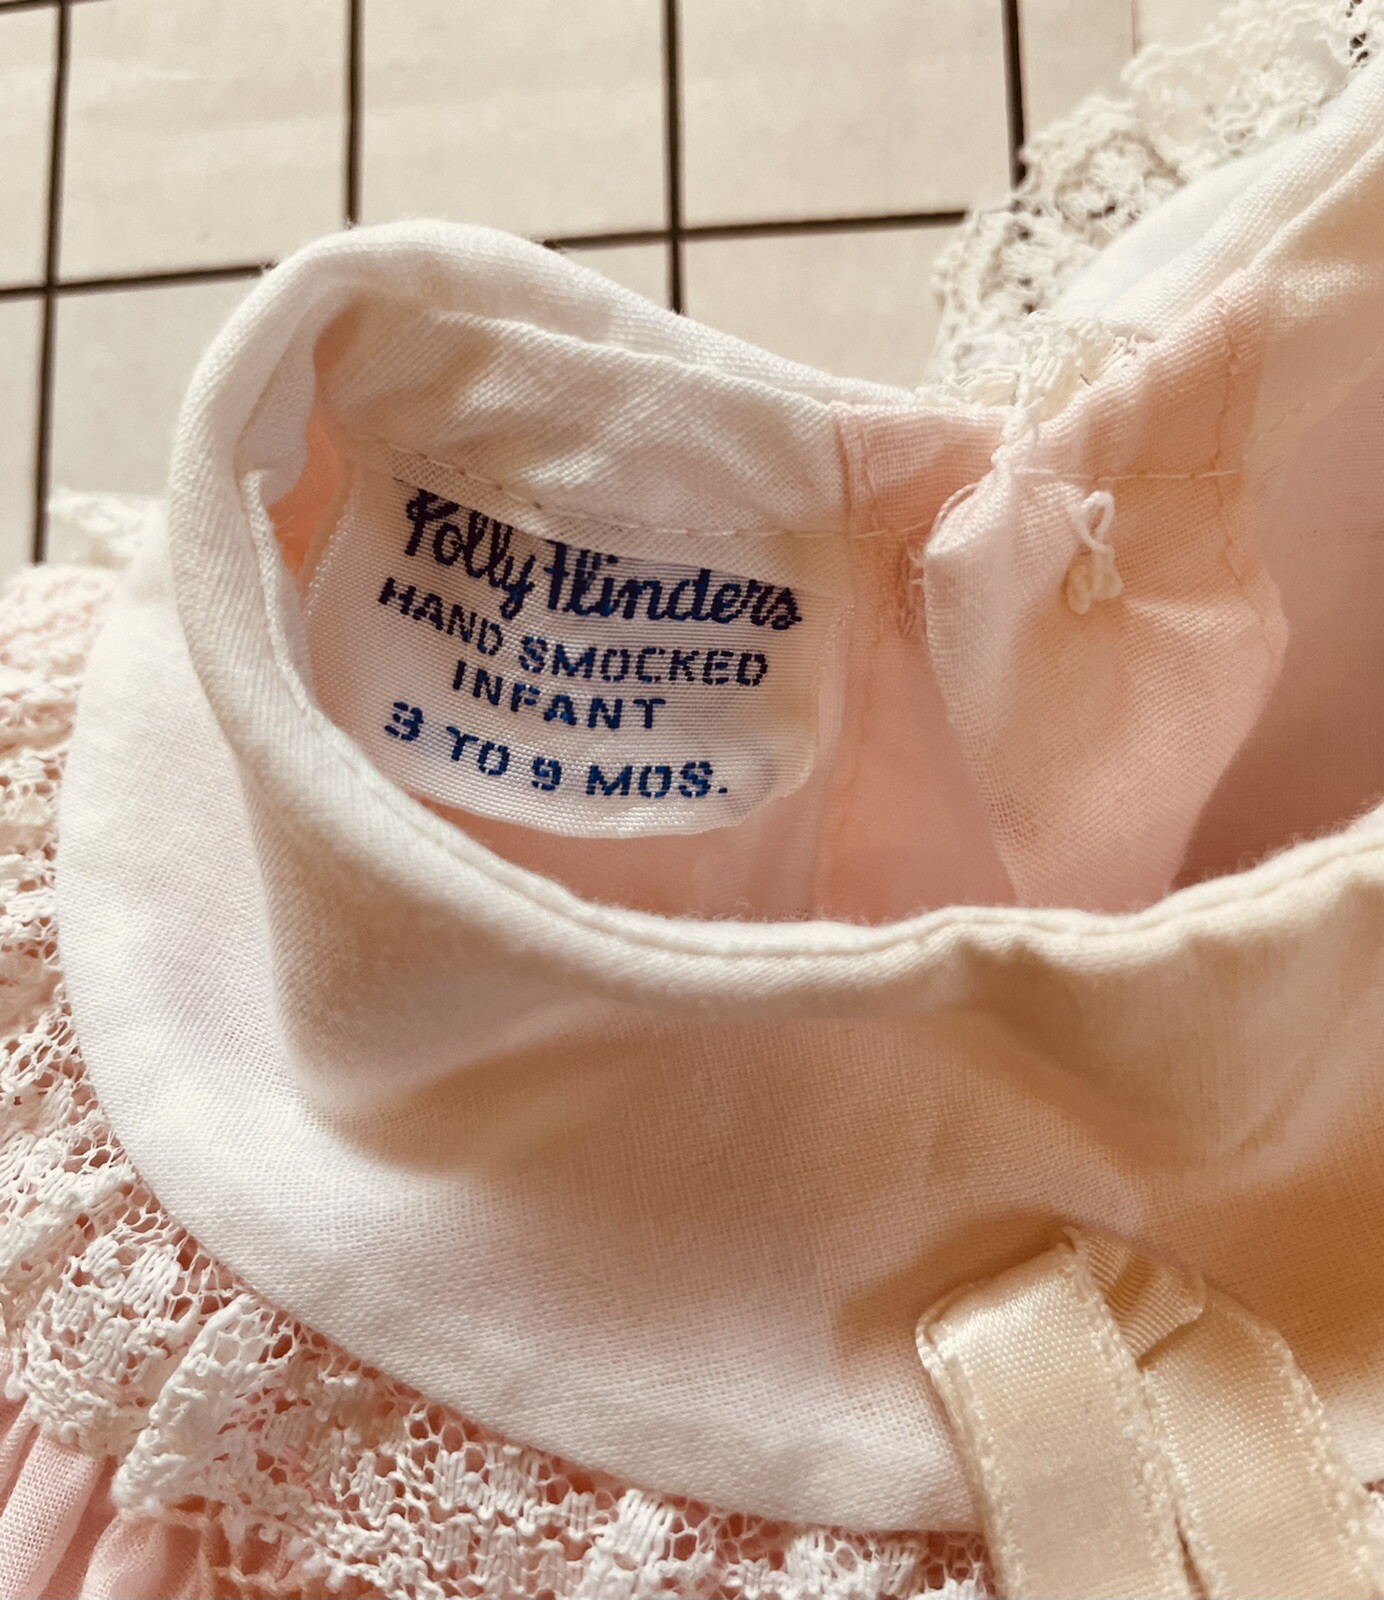 Polly Flinders
HAND SMOCKED
INFANT
3 TO 9 MOS.